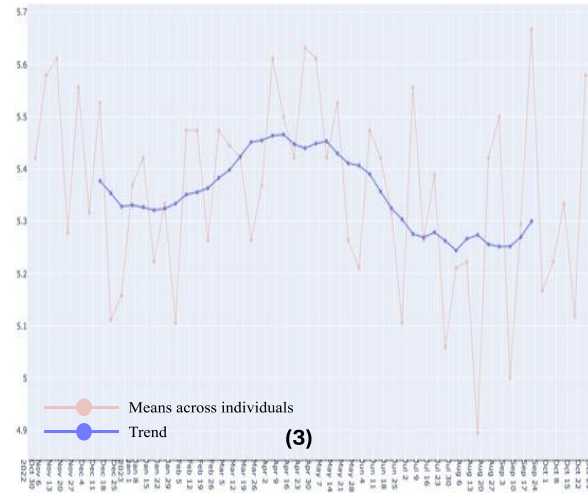 5.7
5.6
5.5
5.4
5.3
5.2
5.1
5
4.9
Means across individuals
Trend
(3)
Oct 30
2022
Nov 6
Nov 13
Nov 20
Nov 27
Dec 4
Dec 11
Dec 18
Dec 25
Jan 1
2023
Jan 8
Jan 15
Jan 22
Jan 29
Feb 5
Feb 12
Feb 19
Feb 26
Mar 5
Mar 12
Mar 19
Mar 26
Apr 2
Apr 9
Apr 16
Apr 23
Apr 30
May 7
May 14
May 21
May 28
Jun 4
Jun 11
Jun 18
Jun 25
Jul 2
Jul 9
Jul 16
Jul 23
Jul 30
Aug 6
Aug 13
Aug 20
Aug 27
Sep 3
Sep 10
Sep 17
Sep 24
Oct 1
Oct 8
Oct 15
Oct 22